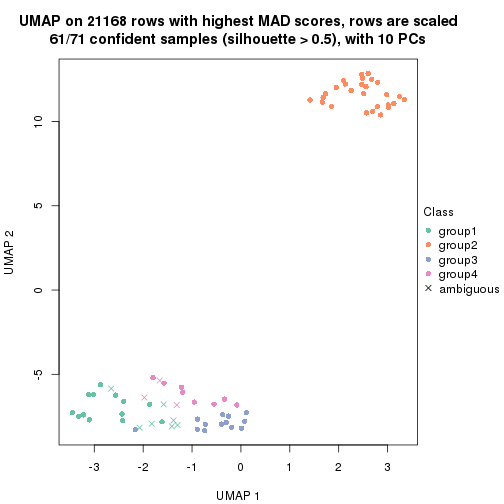 UMAP on 21168 rows with highest MAD scores, rows are scaled
61/71 confident samples (silhouette > 0.5), with 10 PCs
10
5
0
-5
UMAP 2
-3
-2
-1
0
1
2
3
UMAP 1
Class
group1
group2
group3
group4
ambiguous